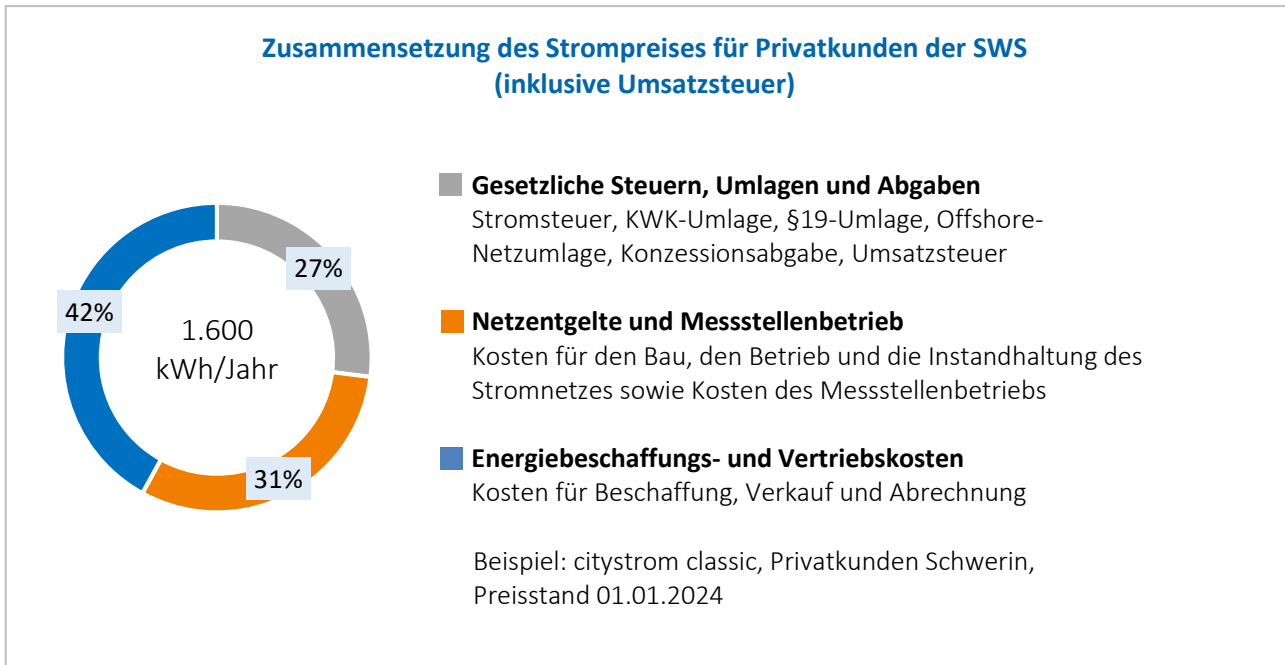 Zusammensetzung des Strompreises für Privatkunden der SWS
(inklusive Umsatzsteuer)
27%
42%
31%
1.600
kWh/Jahr
Gesetzliche Steuern, Umlagen und Abgaben
Stromsteuer, KWK-Umlage, §19-Umlage, Offshore-
Netzumlage, Konzessionsabgabe, Umsatzsteuer
Netzentgelte und Messstellenbetrieb
Kosten für den Bau, den Betrieb und die Instandhaltung des
Stromnetzes sowie Kosten des Messstellenbetriebs
Energiebeschaffungs- und Vertriebskosten
Kosten für Beschaffung, Verkauf und Abrechnung
Beispiel: citystrom classic, Privatkunden Schwerin,
Preisstand 01.01.2024